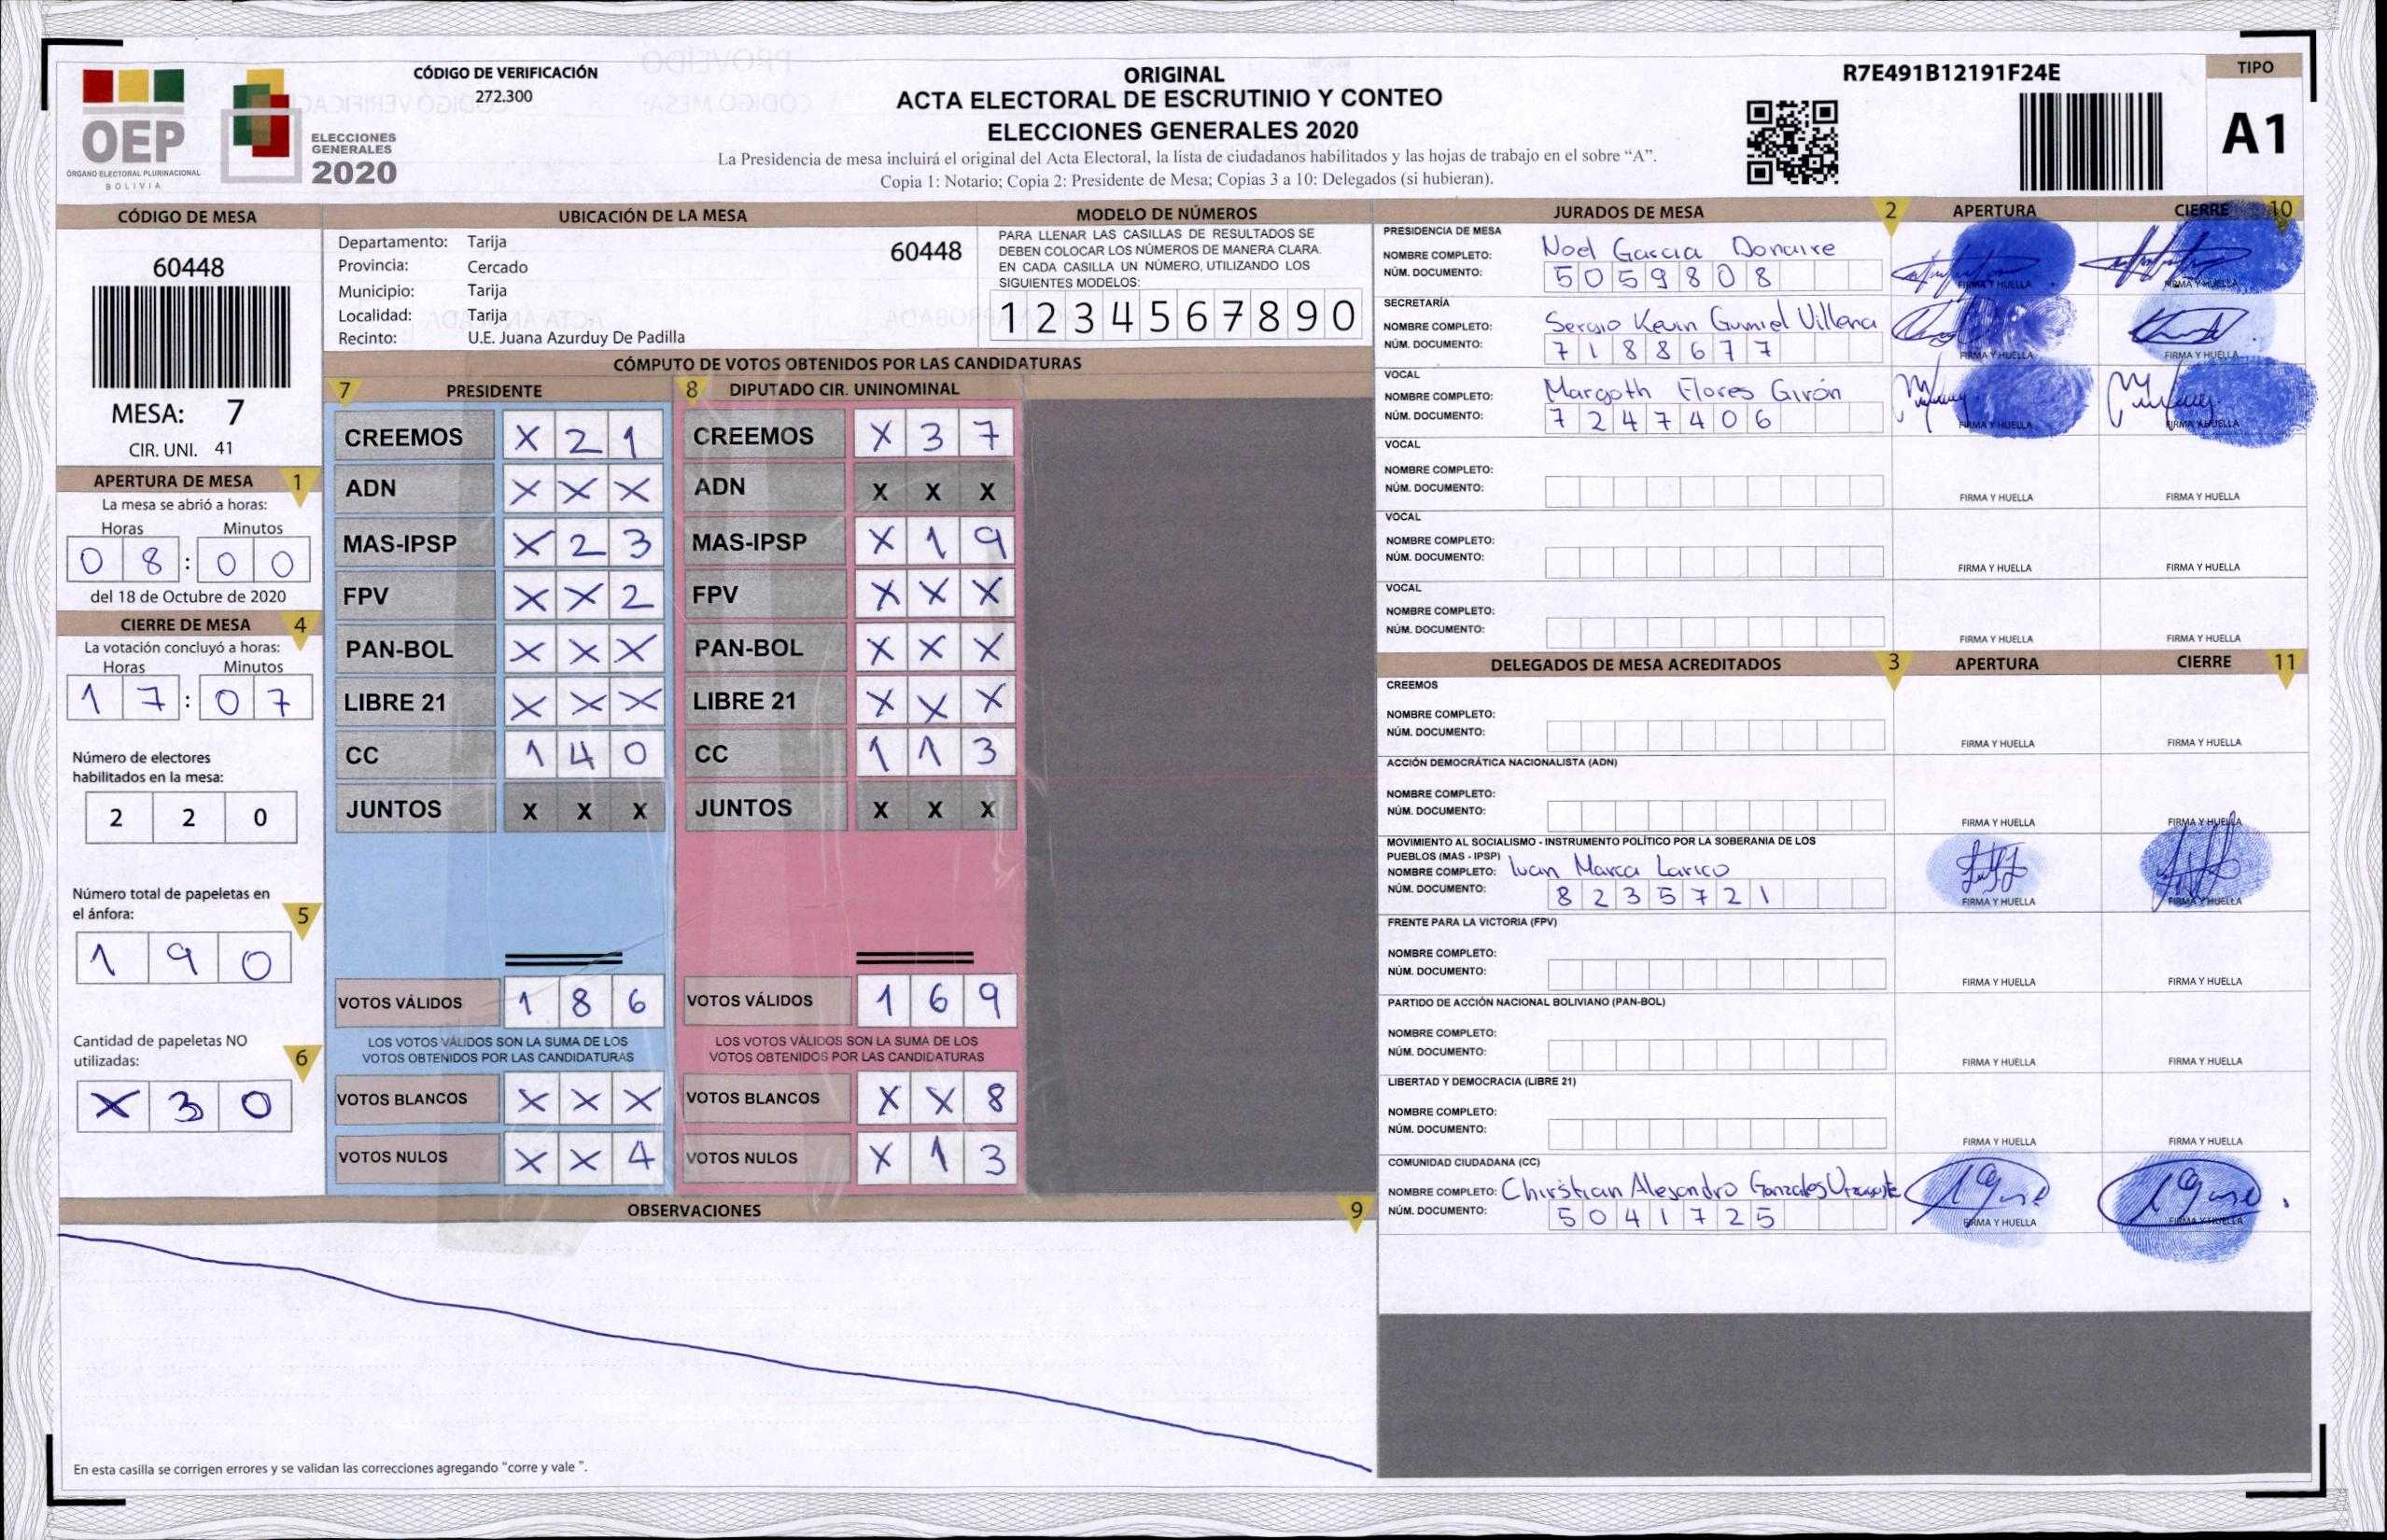 CÓDIGO DE VERIFICACIÓN
272.300
OEP
ÓRGANO ELECTORAL PLURINACIONAL
BOLIVIA
ELECCIONES
GENERALES
2020
ORIGINAL
ACTA ELECTORAL DE ESCRUTINIO Y CONTEO
ELECCIONES GENERALES 2020
La Presidencia de mesa incluirá el original del Acta Electoral, la lista de ciudadanos habilitados y las hojas de trabajo en el sobre “A”.
Copia 1: Notario; Copia 2: Presidente de Mesa; Copias 3 a 10: Delegados (si hubieran).
R7E491B12191F24E
TIPO
A1
CÓDIGO DE MESA
60448
MESA: 7
CIR. UNI. 41
APERTURA DE MESA 1
La mesa se abrió a horas:
Horas Minutos
0 8 : 0 0
del 18 de Octubre de 2020
CIERRE DE MESA 4
La votación concluyó a horas:
Horas Minutos
1 7 : 0 7
Número de electores
habilitados en la mesa:
2 2 0
Número total de papeletas en
el ánfora: 5
1 9 0
Cantidad de papeletas NO
utilizadas: 6
X 3 0
UBICACIÓN DE LA MESA
Departamento: Tarija 60448
Provincia: Cercado
Municipio: Tarija
Localidad: Tarija
Recinto: U.E. Juana Azurduy De Padilla
MODELO DE NÚMEROS
PARA LLENAR LAS CASILLAS DE RESULTADOS SE
DEBEN COLOCAR LOS NÚMEROS DE MANERA CLARA.
EN CADA CASILLA UN NÚMERO, UTILIZANDO LOS
SIGUIENTES MODELOS:
1 2 3 4 5 6 7 8 9 0
CÓMPUTO DE VOTOS OBTENIDOS POR LAS CANDIDATURAS
7 PRESIDENTE 8 DIPUTADO CIR. UNINOMINAL
CREEMOS X 2 1 CREEMOS X 3 7
ADN X X X ADN X X X
MAS-IPSP X 2 3 MAS-IPSP X 1 9
FPV X X 2 FPV X X X
PAN-BOL X X X PAN-BOL X X X
LIBRE 21 X X X LIBRE 21 X X X
CC 1 4 0 CC 1 1 3
JUNTOS X X X JUNTOS X X X
VOTOS VÁLIDOS 1 8 6 VOTOS VÁLIDOS 1 6 9
LOS VOTOS VÁLIDOS SON LA SUMA DE LOS LOS VOTOS VÁLIDOS SON LA SUMA DE LOS
VOTOS OBTENIDOS POR LAS CANDIDATURAS VOTOS OBTENIDOS POR LAS CANDIDATURAS
VOTOS BLANCOS X X X VOTOS BLANCOS X X 8
VOTOS NULOS X X 4 VOTOS NULOS X 1 3
OBSERVACIONES 9
En esta casilla se corrigen errores y se validan las correcciones agregando "corre y vale ".
JURADOS DE MESA 2 APERTURA CIERRE 10
PRESIDENCIA DE MESA
NOMBRE COMPLETO: Noel Garcia Donaire
NÚM. DOCUMENTO: 5 0 5 9 8 0 8
FIRMA Y HUELLA FIRMA Y HUELLA
SECRETARÍA
NOMBRE COMPLETO: Sergio Kevin Gumiel Villena
NÚM. DOCUMENTO: 7 1 8 8 6 7 7
FIRMA Y HUELLA FIRMA Y HUELLA
VOCAL
NOMBRE COMPLETO: Margoth Flores Girón
NÚM. DOCUMENTO: 7 2 4 7 4 0 6
FIRMA Y HUELLA FIRMA Y HUELLA
VOCAL
NOMBRE COMPLETO:
NÚM. DOCUMENTO:
FIRMA Y HUELLA FIRMA Y HUELLA
VOCAL
NOMBRE COMPLETO:
NÚM. DOCUMENTO:
FIRMA Y HUELLA FIRMA Y HUELLA
VOCAL
NOMBRE COMPLETO:
NÚM. DOCUMENTO:
FIRMA Y HUELLA FIRMA Y HUELLA
DELEGADOS DE MESA ACREDITADOS 3 APERTURA CIERRE 11
CREEMOS
NOMBRE COMPLETO:
NÚM. DOCUMENTO:
FIRMA Y HUELLA FIRMA Y HUELLA
ACCIÓN DEMOCRÁTICA NACIONALISTA (ADN)
NOMBRE COMPLETO:
NÚM. DOCUMENTO:
FIRMA Y HUELLA FIRMA Y HUELLA
MOVIMIENTO AL SOCIALISMO - INSTRUMENTO POLÍTICO POR LA SOBERANIA DE LOS
PUEBLOS (MAS - IPSP)
NOMBRE COMPLETO: Ivan Marca Larico
NÚM. DOCUMENTO: 8 2 3 5 7 2 1
FIRMA Y HUELLA FIRMA Y HUELLA
FRENTE PARA LA VICTORIA (FPV)
NOMBRE COMPLETO:
NÚM. DOCUMENTO:
FIRMA Y HUELLA FIRMA Y HUELLA
PARTIDO DE ACCIÓN NACIONAL BOLIVIANO (PAN-BOL)
NOMBRE COMPLETO:
NÚM. DOCUMENTO:
FIRMA Y HUELLA FIRMA Y HUELLA
LIBERTAD Y DEMOCRACIA (LIBRE 21)
NOMBRE COMPLETO:
NÚM. DOCUMENTO:
FIRMA Y HUELLA FIRMA Y HUELLA
COMUNIDAD CIUDADANA (CC)
NOMBRE COMPLETO: Chirstian Alejandro Gonzales
NÚM. DOCUMENTO: 5 0 4 1 7 2 5
FIRMA Y HUELLA FIRMA Y HUELLA